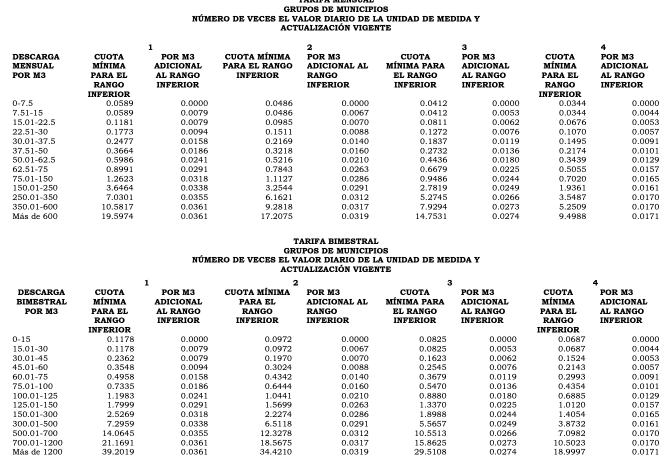 TARIFA MENSUAL
GRUPOS DE MUNICIPIOS
NÚMERO DE VECES EL VALOR DIARIO DE LA UNIDAD DE MEDIDA Y
ACTUALIZACIÓN VIGENTE
1 2 3 4
DESCARGA CUOTA POR M3 CUOTA MÍNIMA POR M3 CUOTA POR M3 CUOTA POR M3
MENSUAL MÍNIMA ADICIONAL PARA EL RANGO ADICIONAL AL MÍNIMA PARA ADICIONAL MÍNIMA ADICIONAL
POR M3 PARA EL AL RANGO INFERIOR RANGO EL RANGO AL RANGO PARA EL AL RANGO
RANGO INFERIOR INFERIOR INFERIOR INFERIOR RANGO INFERIOR
INFERIOR INFERIOR
0-7.5 0.0589 0.0000 0.0486 0.0000 0.0412 0.0000 0.0344 0.0000
7.51-15 0.0589 0.0079 0.0486 0.0067 0.0412 0.0053 0.0344 0.0044
15.01-22.5 0.1181 0.0079 0.0985 0.0070 0.0811 0.0062 0.0676 0.0053
22.51-30 0.1773 0.0094 0.1511 0.0088 0.1272 0.0076 0.1070 0.0057
30.01-37.5 0.2477 0.0158 0.2169 0.0140 0.1837 0.0119 0.1495 0.0091
37.51-50 0.3664 0.0186 0.3218 0.0160 0.2732 0.0136 0.2174 0.0101
50.01-62.5 0.5986 0.0241 0.5216 0.0210 0.4436 0.0180 0.3439 0.0129
62.51-75 0.8991 0.0291 0.7843 0.0263 0.6679 0.0225 0.5055 0.0157
75.01-150 1.2623 0.0318 1.1127 0.0286 0.9486 0.0244 0.7020 0.0165
150.01-250 3.6464 0.0338 3.2544 0.0291 2.7819 0.0249 1.9361 0.0161
250.01-350 7.0301 0.0355 6.1621 0.0312 5.2745 0.0266 3.5487 0.0170
350.01-600 10.5817 0.0361 9.2818 0.0317 7.9294 0.0273 5.2509 0.0170
Más de 600 19.5974 0.0361 17.2075 0.0319 14.7531 0.0274 9.4988 0.0171
TARIFA BIMESTRAL
GRUPOS DE MUNICIPIOS
NÚMERO DE VECES EL VALOR DIARIO DE LA UNIDAD DE MEDIDA Y
ACTUALIZACIÓN VIGENTE
1 2 3 4
DESCARGA CUOTA POR M3 CUOTA MÍNIMA POR M3 CUOTA POR M3 CUOTA POR M3
BIMESTRAL MÍNIMA ADICIONAL PARA EL ADICIONAL AL MÍNIMA PARA ADICIONAL MÍNIMA ADICIONAL
POR M3 PARA EL AL RANGO RANGO RANGO EL RANGO AL RANGO PARA EL AL RANGO
RANGO INFERIOR INFERIOR INFERIOR INFERIOR INFERIOR RANGO INFERIOR
INFERIOR INFERIOR
0-15 0.1178 0.0000 0.0972 0.0000 0.0825 0.0000 0.0687 0.0000
15.01-30 0.1178 0.0079 0.0972 0.0067 0.0825 0.0053 0.0687 0.0044
30.01-45 0.2362 0.0079 0.1970 0.0070 0.1623 0.0062 0.1524 0.0053
45.01-60 0.3548 0.0094 0.3024 0.0088 0.2545 0.0076 0.2143 0.0057
60.01-75 0.4958 0.0158 0.4342 0.0140 0.3679 0.0119 0.2993 0.0091
75.01-100 0.7335 0.0186 0.6444 0.0160 0.5470 0.0136 0.4354 0.0101
100.01-125 1.1983 0.0241 1.0441 0.0210 0.8880 0.0180 0.6885 0.0129
125.01-150 1.7999 0.0291 1.5699 0.0263 1.3370 0.0225 1.0120 0.0157
150.01-300 2.5269 0.0318 2.2274 0.0286 1.8988 0.0244 1.4054 0.0165
300.01-500 7.2959 0.0338 6.5118 0.0291 5.5657 0.0249 3.8732 0.0161
500.01-700 14.0645 0.0355 12.3278 0.0312 10.5513 0.0266 7.0982 0.0170
700.01-1200 21.1691 0.0361 18.5675 0.0317 15.8625 0.0273 10.5023 0.0170
Más de 1200 39.2019 0.0361 34.4210 0.0319 29.5108 0.0274 18.9997 0.0171